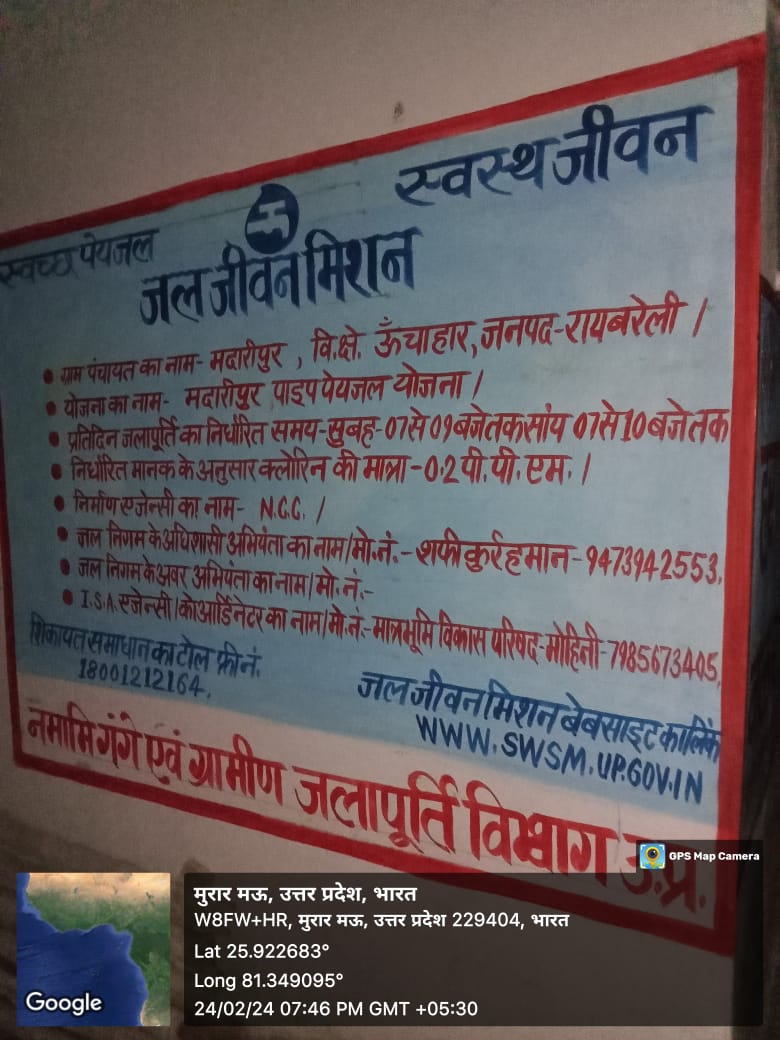 स्वच्छ पेयजल
स्वस्थ जीवन
जल जीवन मिशन
• ग्राम पंचायत का नाम- मदारीपुर , वि.क्षे. ऊँचाहार, जनपद-रायबरेली ।
• योजना का नाम- मदारीपुर पाइप पेयजल योजना ।
• प्रतिदिन जलापूर्ति का निर्धारित समय-सुबह-07से 09बजेतक सांय 07से 10 बजे तक
• निर्धारित मानक के अनुसार क्लोरिन की मात्रा-0.2 पी.पी.एम. ।
• निर्माण एजेन्सी का नाम- N.C.C. ।
• जल निगम के अधिशासी अभियंता का नाम/मो.नं.-शफीकुर्रहमान-9473942553.
• जल निगम के अवर अभियंता का नाम/मो.नं.-
• I.S.A. एजेन्सी/कोआर्डिनेटर का नाम/मो.नं-मात्रभूमि विकास परिषद-मोहिनी-7985673405.
शिकायत समाधान का टोल फ्री नं.
18001212164.
जल जीवन मिशन बेबसाइट का लिंक
WWW.SWSM.UP.GOV.IN
नमामि गंगे एवं ग्रामीण जलापूर्ति विभाग उ.प्र.
GPS Map Camera
मुरार मऊ, उत्तर प्रदेश, भारत
W8FW+HR, मुरार मऊ, उत्तर प्रदेश 229404, भारत
Lat 25.922683°
Long 81.349095°
24/02/24 07:46 PM GMT +05:30
Google